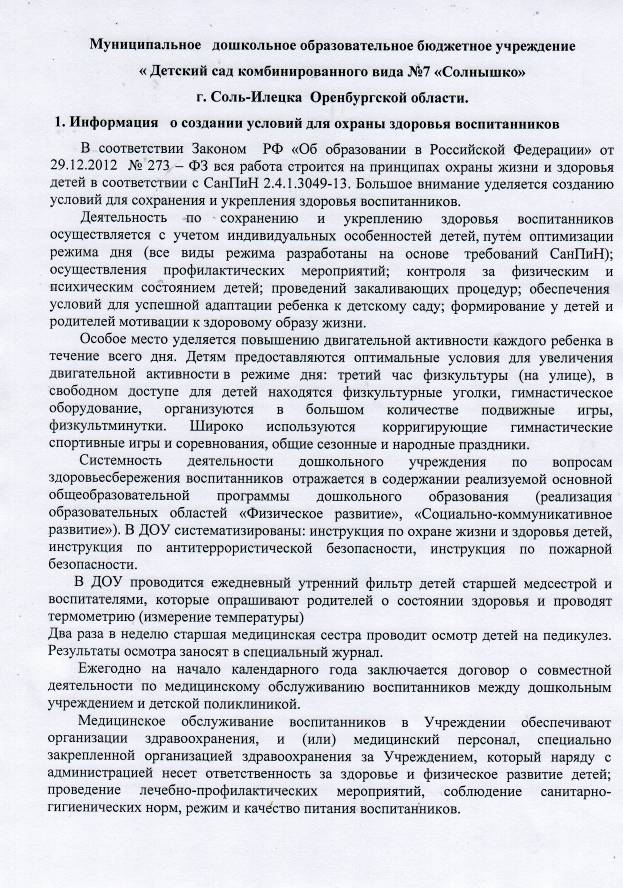 Муниципальное дошкольное образовательное бюджетное учреждение
« Детский сад комбинированного вида №7 «Солнышко»
г. Соль-Илецка Оренбургской области.
1. Информация о создании условий для охраны здоровья воспитанников
В соответствии Законом РФ «Об образовании в Российской Федерации» от
29.12.2012 № 273 – ФЗ вся работа строится на принципах охраны жизни и здоровья
детей в соответствии с СанПиН 2.4.1.3049-13. Большое внимание уделяется созданию
условий для сохранения и укрепления здоровья воспитанников.
Деятельность по сохранению и укреплению здоровья воспитанников
осуществляется с учетом индивидуальных особенностей детей, путем оптимизации
режима дня (все виды режима разработаны на основе требований СанПиН);
осуществления профилактических мероприятий; контроля за физическим и
психическим состоянием детей; проведений закаливающих процедур; обеспечения
условий для успешной адаптации ребенка к детскому саду; формирование у детей и
родителей мотивации к здоровому образу жизни.
Особое место уделяется повышению двигательной активности каждого ребенка в
течение всего дня. Детям предоставляются оптимальные условия для увеличения
двигательной активности в режиме дня: третий час физкультуры (на улице), в
свободном доступе для детей находятся физкультурные уголки, гимнастическое
оборудование, организуются в большом количестве подвижные игры,
физкультминутки. Широко используются корригирующие гимнастические
спортивные игры и соревнования, общие сезонные и народные праздники.
Системность деятельности дошкольного учреждения по вопросам
здоровьесбережения воспитанников отражается в содержании реализуемой основной
общеобразовательной программы дошкольного образования (реализация
образовательных областей «Физическое развитие», «Социально-коммуникативное
развитие»). В ДОУ систематизированы: инструкция по охране жизни и здоровья детей,
инструкция по антитеррористической безопасности, инструкция по пожарной
безопасности.
В ДОУ проводится ежедневный утренний фильтр детей старшей медсестрой и
воспитателями, которые опрашивают родителей о состоянии здоровья и проводят
термометрию (измерение температуры)
Два раза в неделю старшая медицинская сестра проводит осмотр детей на педикулез.
Результаты осмотра заносят в специальный журнал.
Ежегодно на начало календарного года заключается договор о совместной
деятельности по медицинскому обслуживанию воспитанников между дошкольным
учреждением и детской поликлиникой.
Медицинское обслуживание воспитанников в Учреждении обеспечивают
организации здравоохранения, и (или) медицинский персонал, специально
закрепленной организацией здравоохранения за Учреждением, который наряду с
администрацией несет ответственность за здоровье и физическое развитие детей;
проведение лечебно-профилактических мероприятий, соблюдение санитарно-
гигиенических норм, режим и качество питания воспитанников.